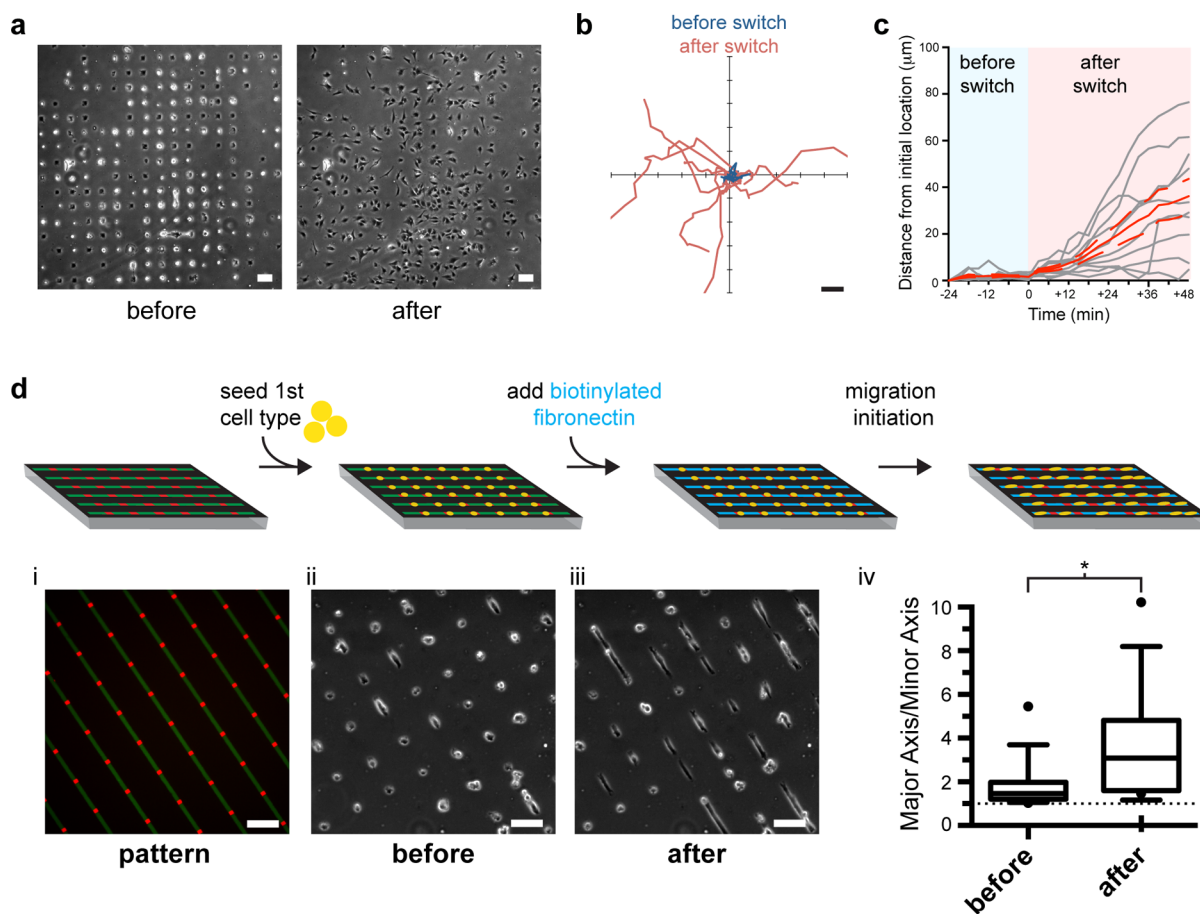 a
before
after
b
before switch
after switch
c
Distance from initial location (μm)
100
80
60
40
20
0
before
switch
after
switch
-24
-12
0
+12
+24
+36
+48
Time (min)
d
seed 1st
cell type
add biotinylated
fibronectin
migration
initiation
i
pattern
ii
before
iii
after
iv
*
Major Axis/Minor Axis
10
8
6
4
2
0
before
after